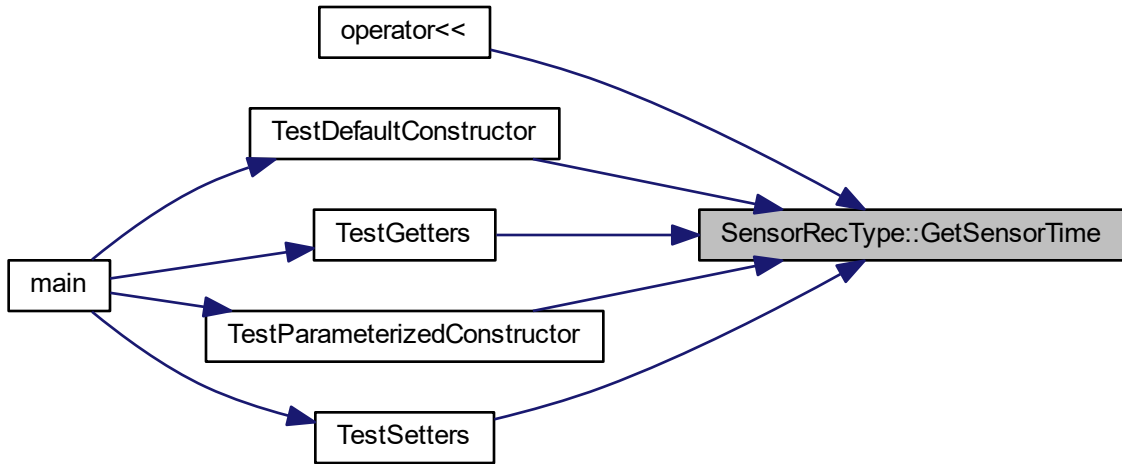 operator<<
TestDefaultConstructor
TestGetters
SensorRecType::GetSensorTime
main
TestParameterizedConstructor
TestSetters